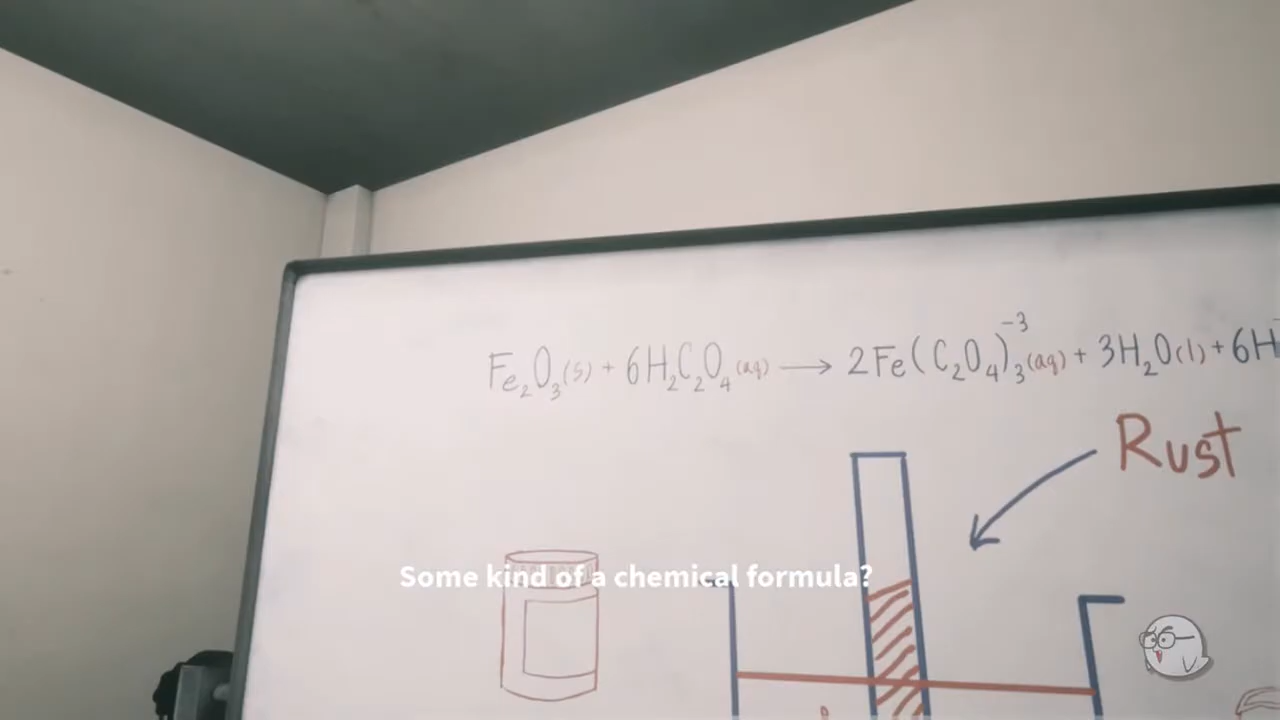 Fe₂O₃(s) + 6H₂C₂O₄(aq) → 2Fe(C₂O₄)₃⁻³(aq) + 3H₂O(l) + 6H
Rust
Some kind of a chemical formula?